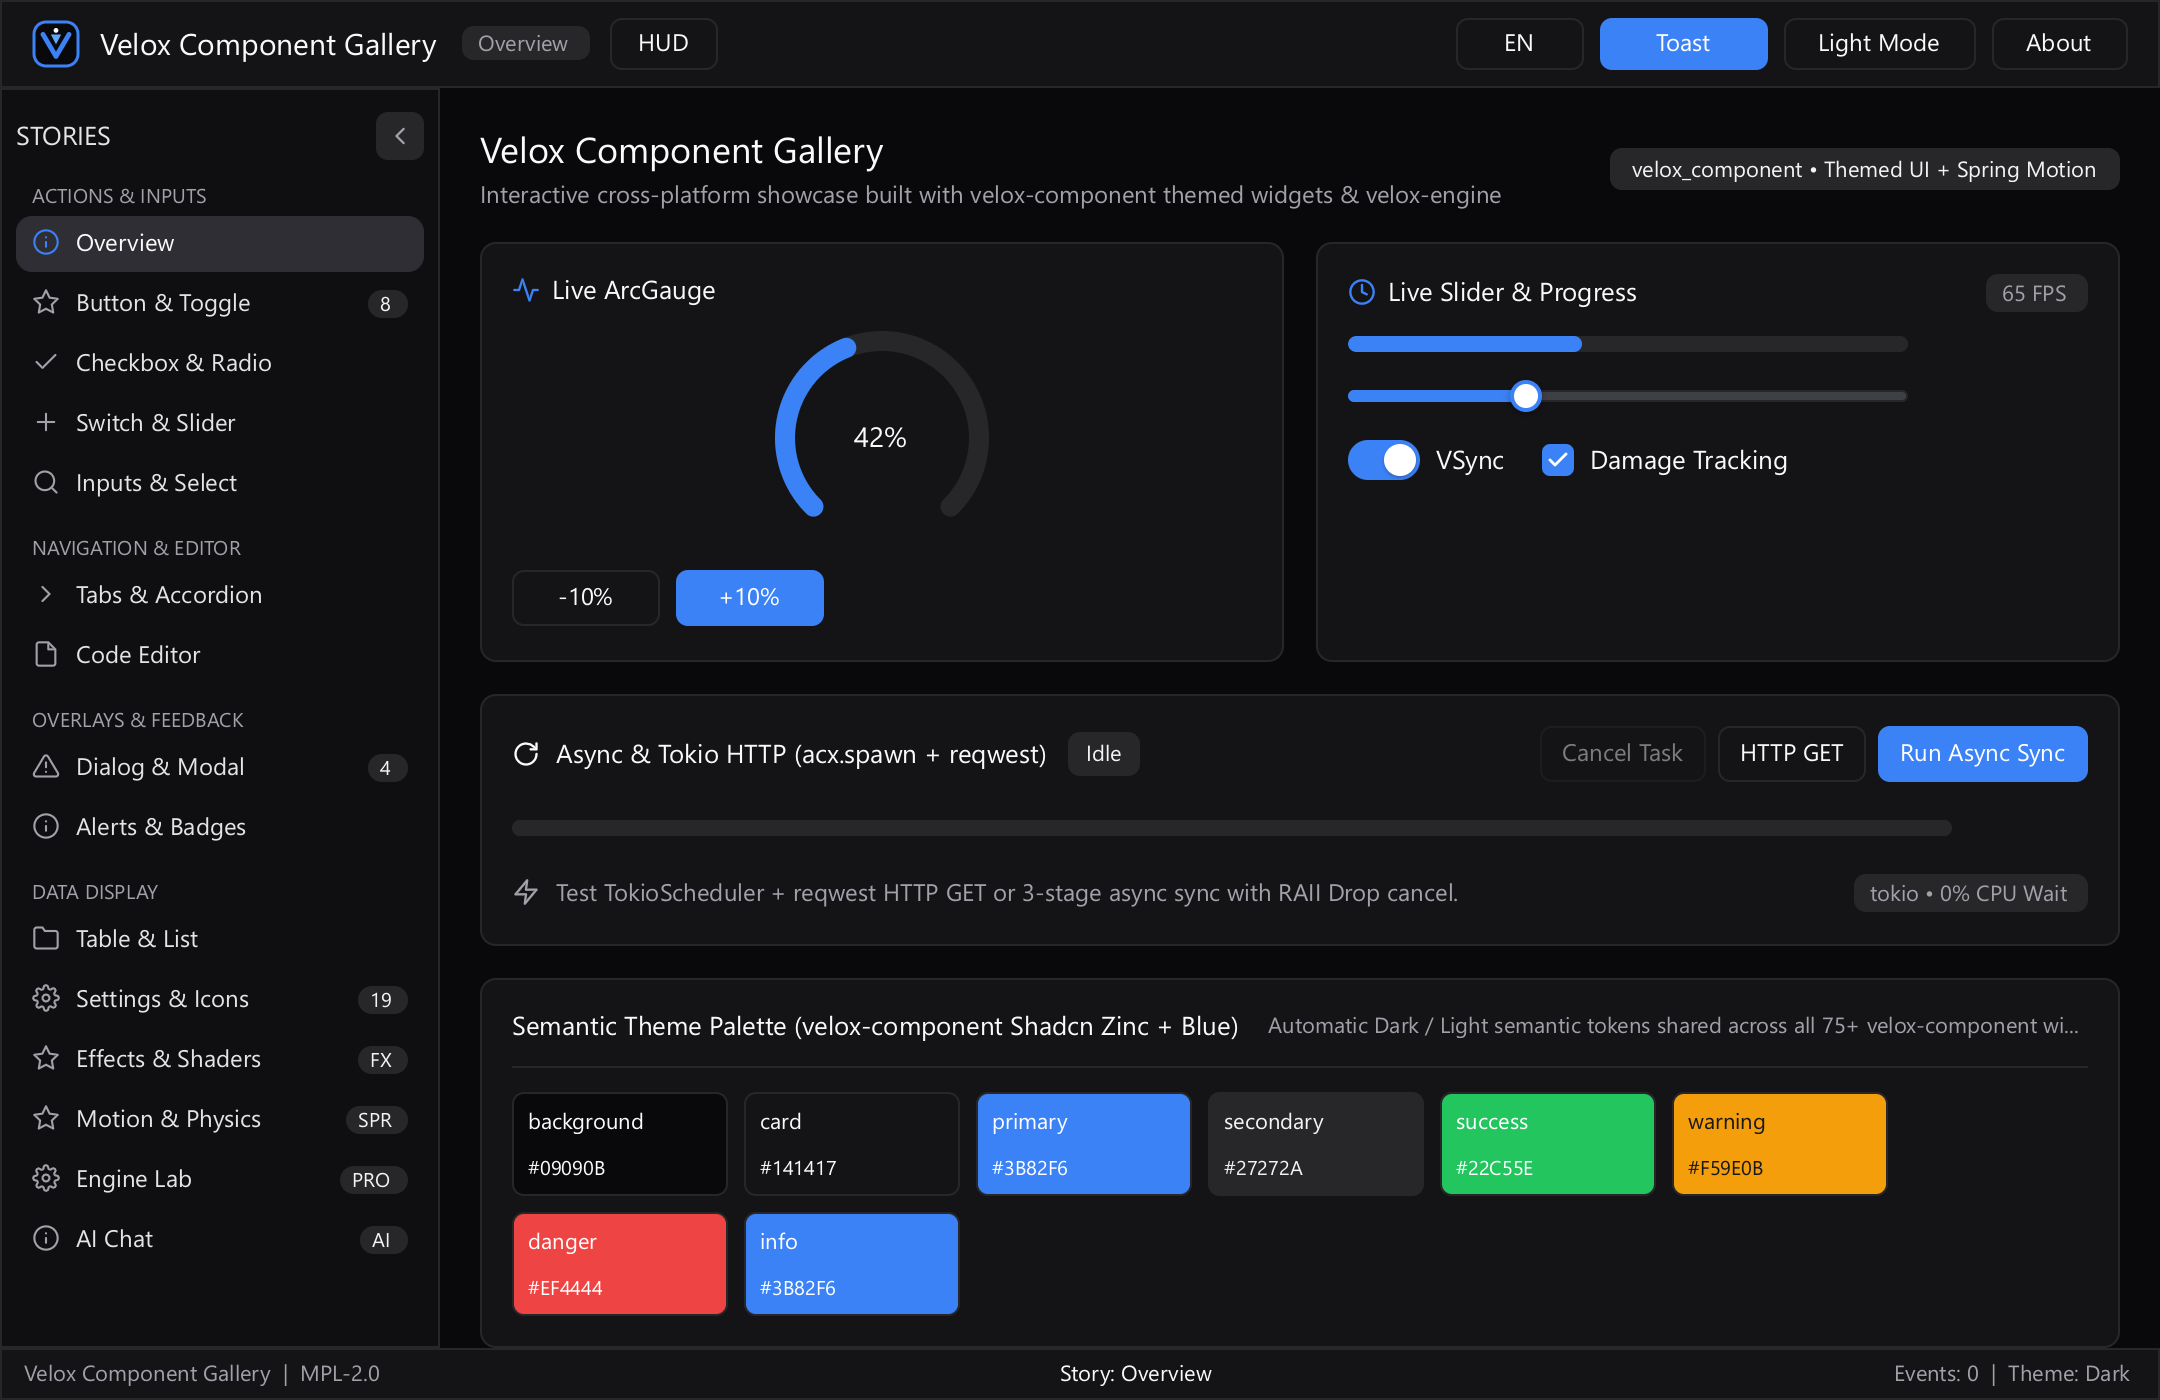 Velox Component Gallery
Overview
HUD
EN
Toast
Light Mode
About
STORIES
ACTIONS & INPUTS
Overview
Button & Toggle
8
Checkbox & Radio
Switch & Slider
Inputs & Select
NAVIGATION & EDITOR
Tabs & Accordion
Code Editor
OVERLAYS & FEEDBACK
Dialog & Modal
4
Alerts & Badges
DATA DISPLAY
Table & List
Settings & Icons
19
Effects & Shaders
FX
Motion & Physics
SPR
Engine Lab
PRO
AI Chat
AI
Velox Component Gallery
Interactive cross-platform showcase built with velox-component themed widgets & velox-engine
velox_component • Themed UI + Spring Motion
Live ArcGauge
42%
-10%
+10%
Live Slider & Progress
65 FPS
VSync
Damage Tracking
Async & Tokio HTTP (acx.spawn + reqwest)
Idle
Cancel Task
HTTP GET
Run Async Sync
Test TokioScheduler + reqwest HTTP GET or 3-stage async sync with RAII Drop cancel.
tokio • 0% CPU Wait
Semantic Theme Palette (velox-component Shadcn Zinc + Blue)
Automatic Dark / Light semantic tokens shared across all 75+ velox-component wi...
background
#09090B
card
#141417
primary
#3B82F6
secondary
#27272A
success
#22C55E
warning
#F59E0B
danger
#EF4444
info
#3B82F6
Velox Component Gallery | MPL-2.0
Story: Overview
Events: 0 | Theme: Dark